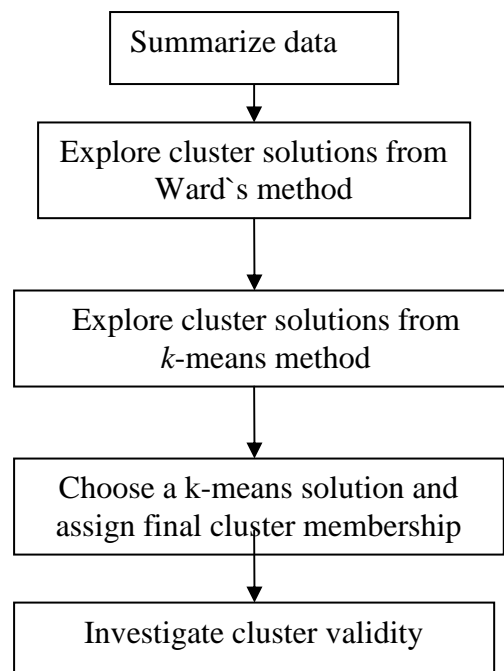 Summarize data
Explore cluster solutions from
Ward`s method
Explore cluster solutions from
k-means method
Choose a k-means solution and
assign final cluster membership
Investigate cluster validity